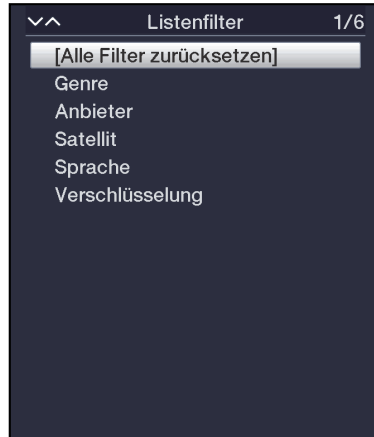 Listenfilter 1/6
[Alle Filter zurücksetzen]
Genre
Anbieter
Satellit
Sprache
Verschlüsselung